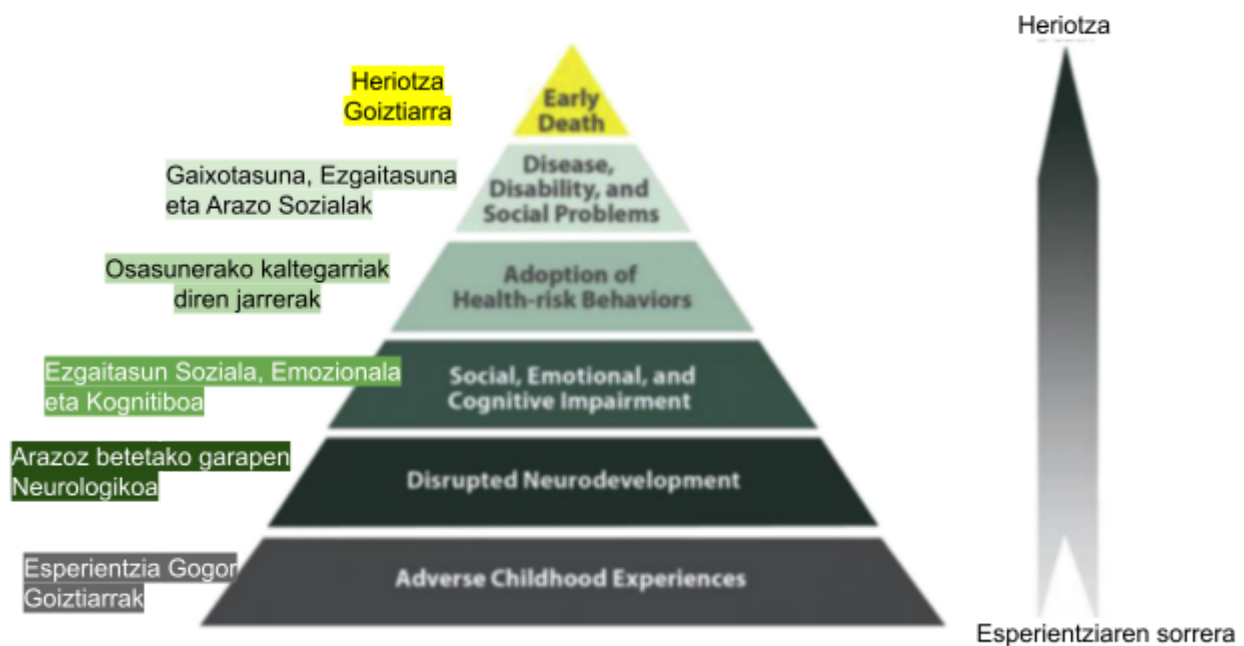 Heriotza
Heriotza
Goiztiarra
Early
Death
Gaixotasuna, Ezgaitasuna
eta Arazo Sozialak
Disease,
Disability, and
Social Problems
Osasunerako kaltegarriak
diren jarrerak
Adoption of
Health-risk Behaviors
Ezgaitasun Soziala, Emozionala
eta Kognitiboa
Social, Emotional, and
Cognitive Impairment
Arazoz betetako garapen
Neurologikoa
Disrupted Neurodevelopment
Esperientzia Gogor
Goiztiarrak
Adverse Childhood Experiences
Esperientziaren sorrera